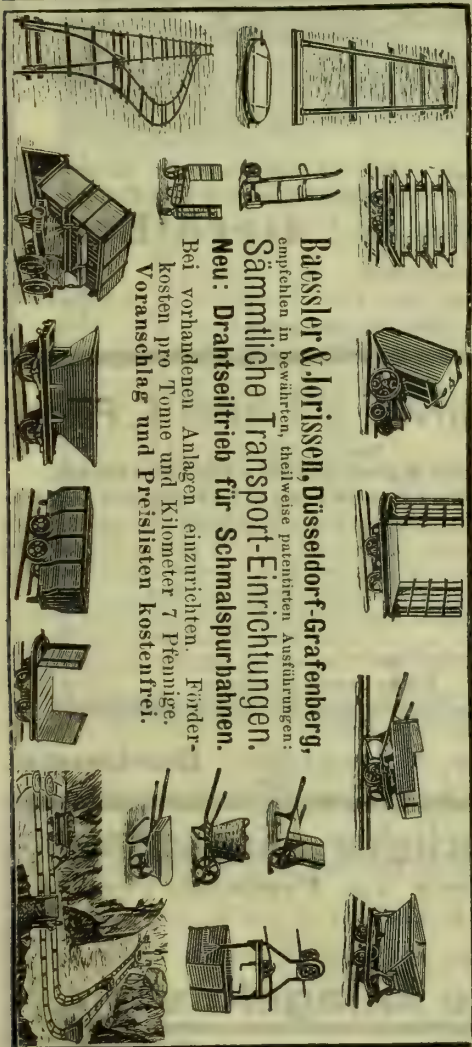 Baessler & Jorissen, Düsseldorf-Grafenberg,
empfehlen in bewährten, theilweise patentirten Ausführungen:
Sämmtliche Transport-Einrichtungen.
Neu: Drahtseiltrieb für Schmalspurbahnen.
Bei vorhandenen Anlagen einzurichten. Förder-
kosten pro Tonne und Kilometer 7 Pfennige.
Voranschlag und Preislisten kostenfrei.